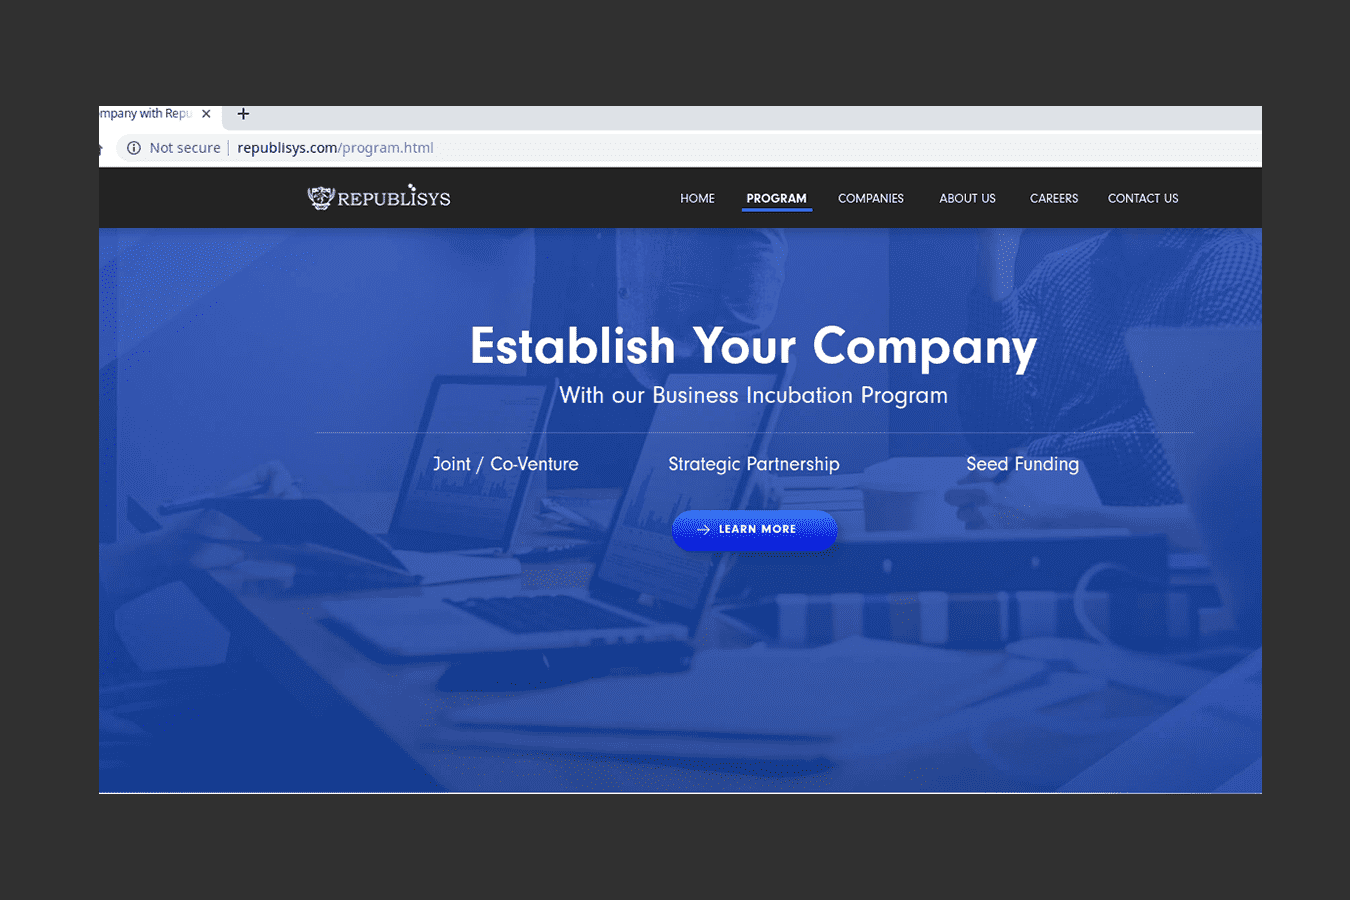 ompany with Repu
Not secure republisys.com/program.html
REPUBLISYS
HOME PROGRAM COMPANIES ABOUT US CAREERS CONTACT US
Establish Your Company
With our Business Incubation Program
Joint / Co-Venture Strategic Partnership Seed Funding
LEARN MORE